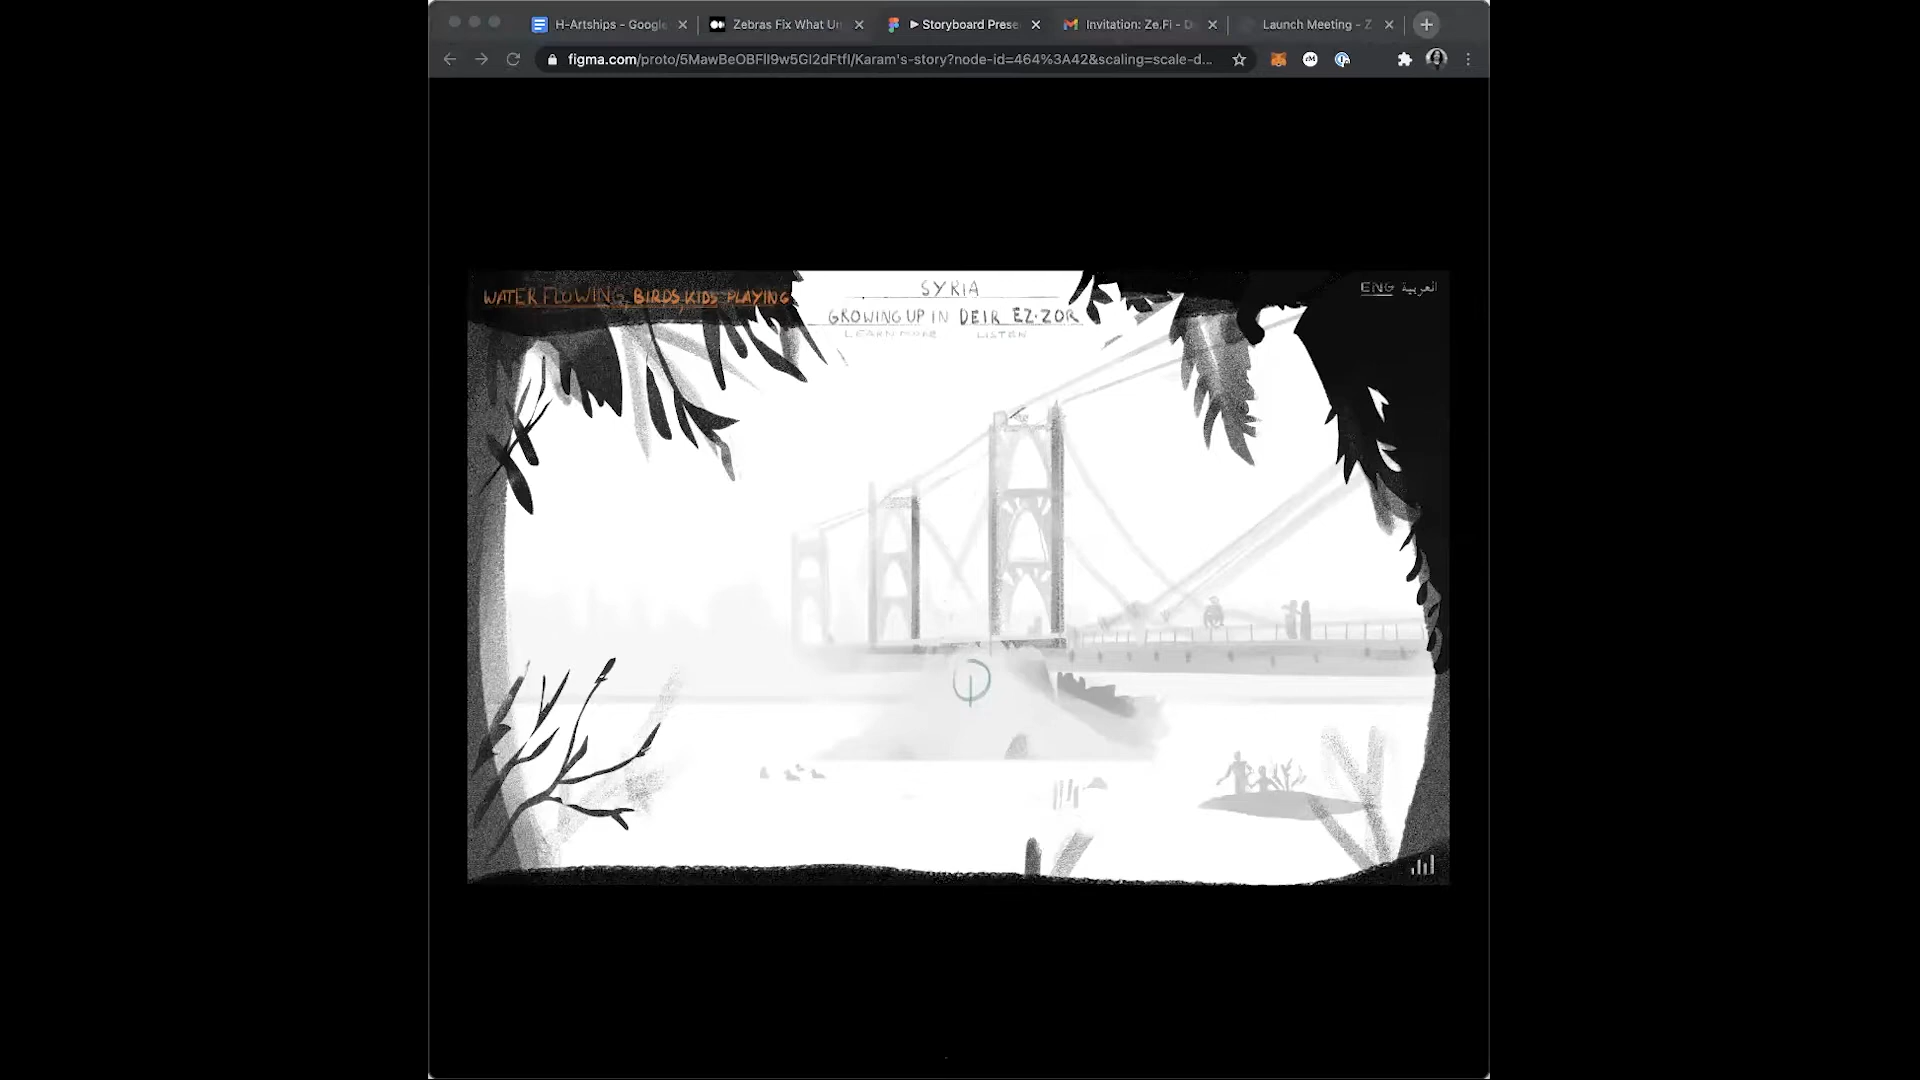 H-Artships - Google
Zebras Fix What Un
Storyboard Prese
Invitation: Ze.Fi - D
Launch Meeting - Z
figma.com/proto/5MawBeOBFIl9w5Gl2dFtfl/Karam's-story?node-id=464%3A42&scaling=scale-d...
WATER FLOWING, BIRDS, KIDS PLAYING
SYRIA
ENG العربية
GROWING UP IN DEIR EZ-ZOR
LEARN MORE LISTEN